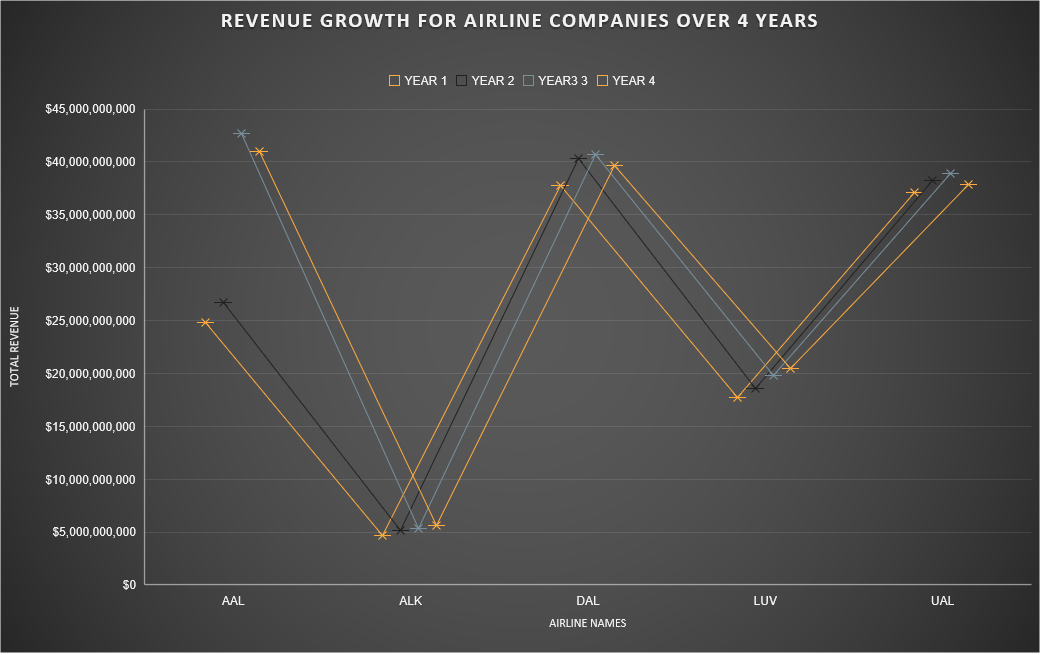 REVENUE GROWTH FOR AIRLINE COMPANIES OVER 4 YEARS
YEAR 1 YEAR 2 YEAR3 3 YEAR 4
$45,000,000,000
$40,000,000,000
$35,000,000,000
$30,000,000,000
$25,000,000,000
$20,000,000,000
$15,000,000,000
$10,000,000,000
$5,000,000,000
$0
TOTAL REVENUE
AAL ALK DAL LUV UAL
AIRLINE NAMES